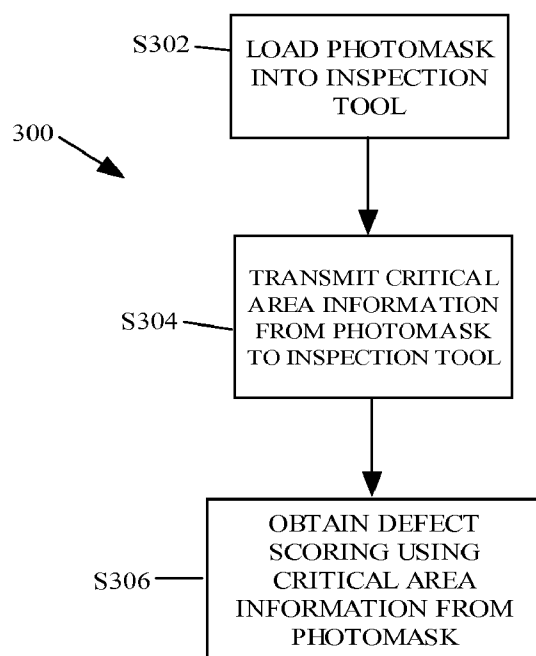 S302
LOAD PHOTOMASK
INTO INSPECTION
TOOL
300
S304
TRANSMIT CRITICAL
AREA INFORMATION
FROM PHOTOMASK
TO INSPECTION TOOL
S306
OBTAIN DEFECT
SCORING USING
CRITICAL AREA
INFORMATION FROM
PHOTOMASK